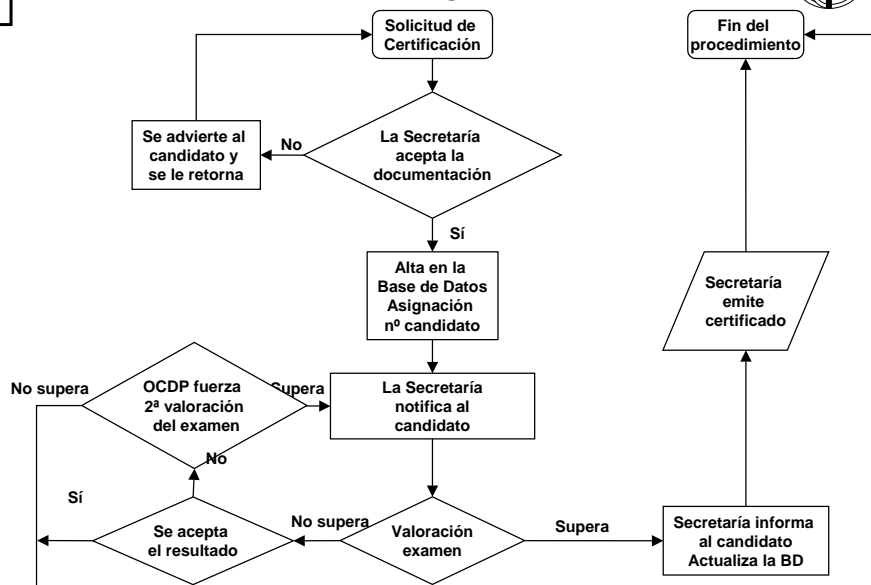 Solicitud de
Certificación
Fin del
procedimiento
Se advierte al
candidato y
se le retorna
No
La Secretaría
acepta la
documentación
Sí
Alta en la
Base de Datos
Asignación
nº candidato
Secretaría
emite
certificado
No supera
OCDP fuerza
2ª valoración
del examen
Supera
La Secretaría
notifica al
candidato
No
Sí
Se acepta
el resultado
No supera
Valoración
examen
Supera
Secretaría informa
al candidato
Actualiza la BD